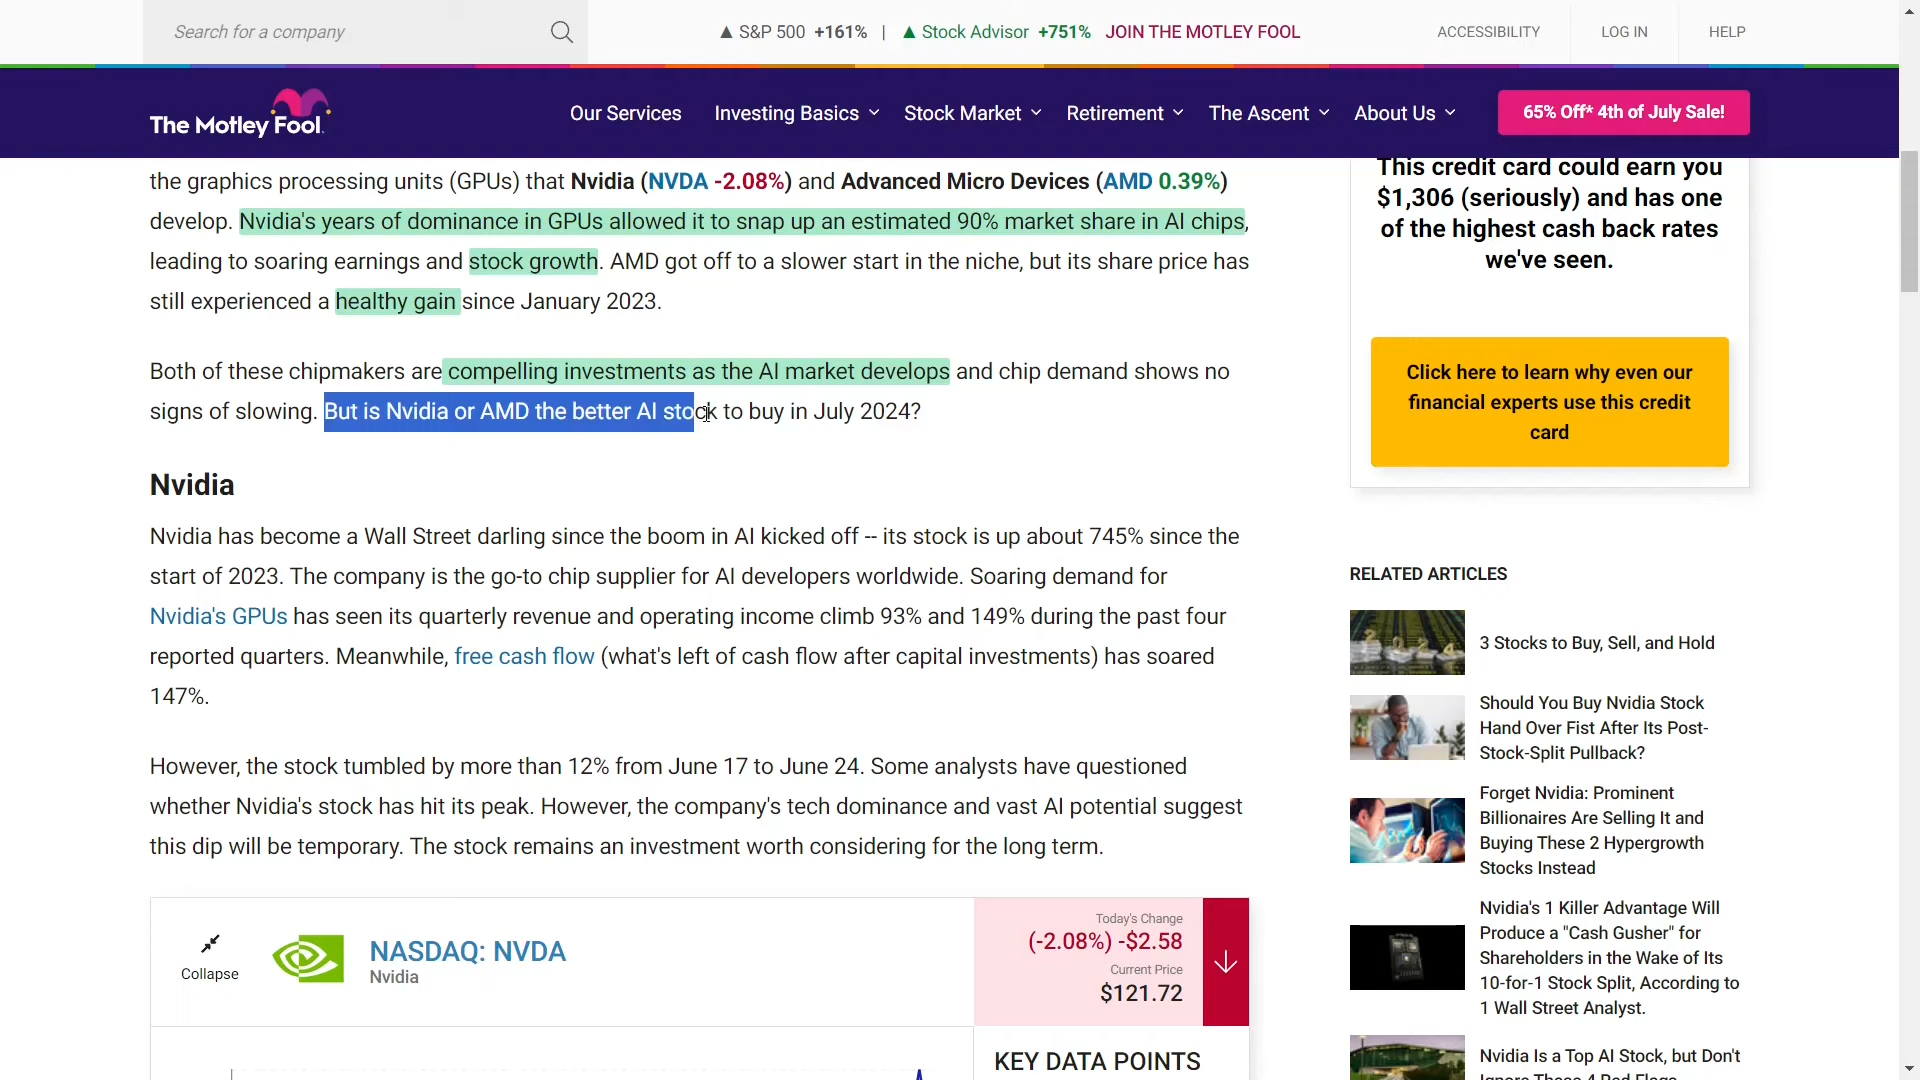 Search for a company
▲ S&P 500 +161% | ▲ Stock Advisor +751% JOIN THE MOTLEY FOOL
ACCESSIBILITY
LOG IN
HELP
The Motley Fool.
Our Services
Investing Basics
Stock Market
Retirement
The Ascent
About Us
65% Off* 4th of July Sale!
the graphics processing units (GPUs) that Nvidia (NVDA -2.08%) and Advanced Micro Devices (AMD 0.39%)
develop. Nvidia's years of dominance in GPUs allowed it to snap up an estimated 90% market share in AI chips,
leading to soaring earnings and stock growth. AMD got off to a slower start in the niche, but its share price has
still experienced a healthy gain since January 2023.
Both of these chipmakers are compelling investments as the AI market develops and chip demand shows no
signs of slowing. But is Nvidia or AMD the better AI stock to buy in July 2024?
Nvidia
Nvidia has become a Wall Street darling since the boom in AI kicked off -- its stock is up about 745% since the
start of 2023. The company is the go-to chip supplier for AI developers worldwide. Soaring demand for
Nvidia's GPUs has seen its quarterly revenue and operating income climb 93% and 149% during the past four
reported quarters. Meanwhile, free cash flow (what's left of cash flow after capital investments) has soared
147%.
However, the stock tumbled by more than 12% from June 17 to June 24. Some analysts have questioned
whether Nvidia's stock has hit its peak. However, the company's tech dominance and vast AI potential suggest
this dip will be temporary. The stock remains an investment worth considering for the long term.
Collapse
NASDAQ: NVDA
Nvidia
Today's Change
(-2.08%) -$2.58
Current Price
$121.72
KEY DATA POINTS
This credit card could earn you
$1,306 (seriously) and has one
of the highest cash back rates
we've seen.
Click here to learn why even our
financial experts use this credit
card
RELATED ARTICLES
3 Stocks to Buy, Sell, and Hold
Should You Buy Nvidia Stock
Hand Over Fist After Its Post-
Stock-Split Pullback?
Forget Nvidia: Prominent
Billionaires Are Selling It and
Buying These 2 Hypergrowth
Stocks Instead
Nvidia's 1 Killer Advantage Will
Produce a "Cash Gusher" for
Shareholders in the Wake of Its
10-for-1 Stock Split, According to
1 Wall Street Analyst.
Nvidia Is a Top AI Stock, but Don't
Ignore These 4 Red Flags